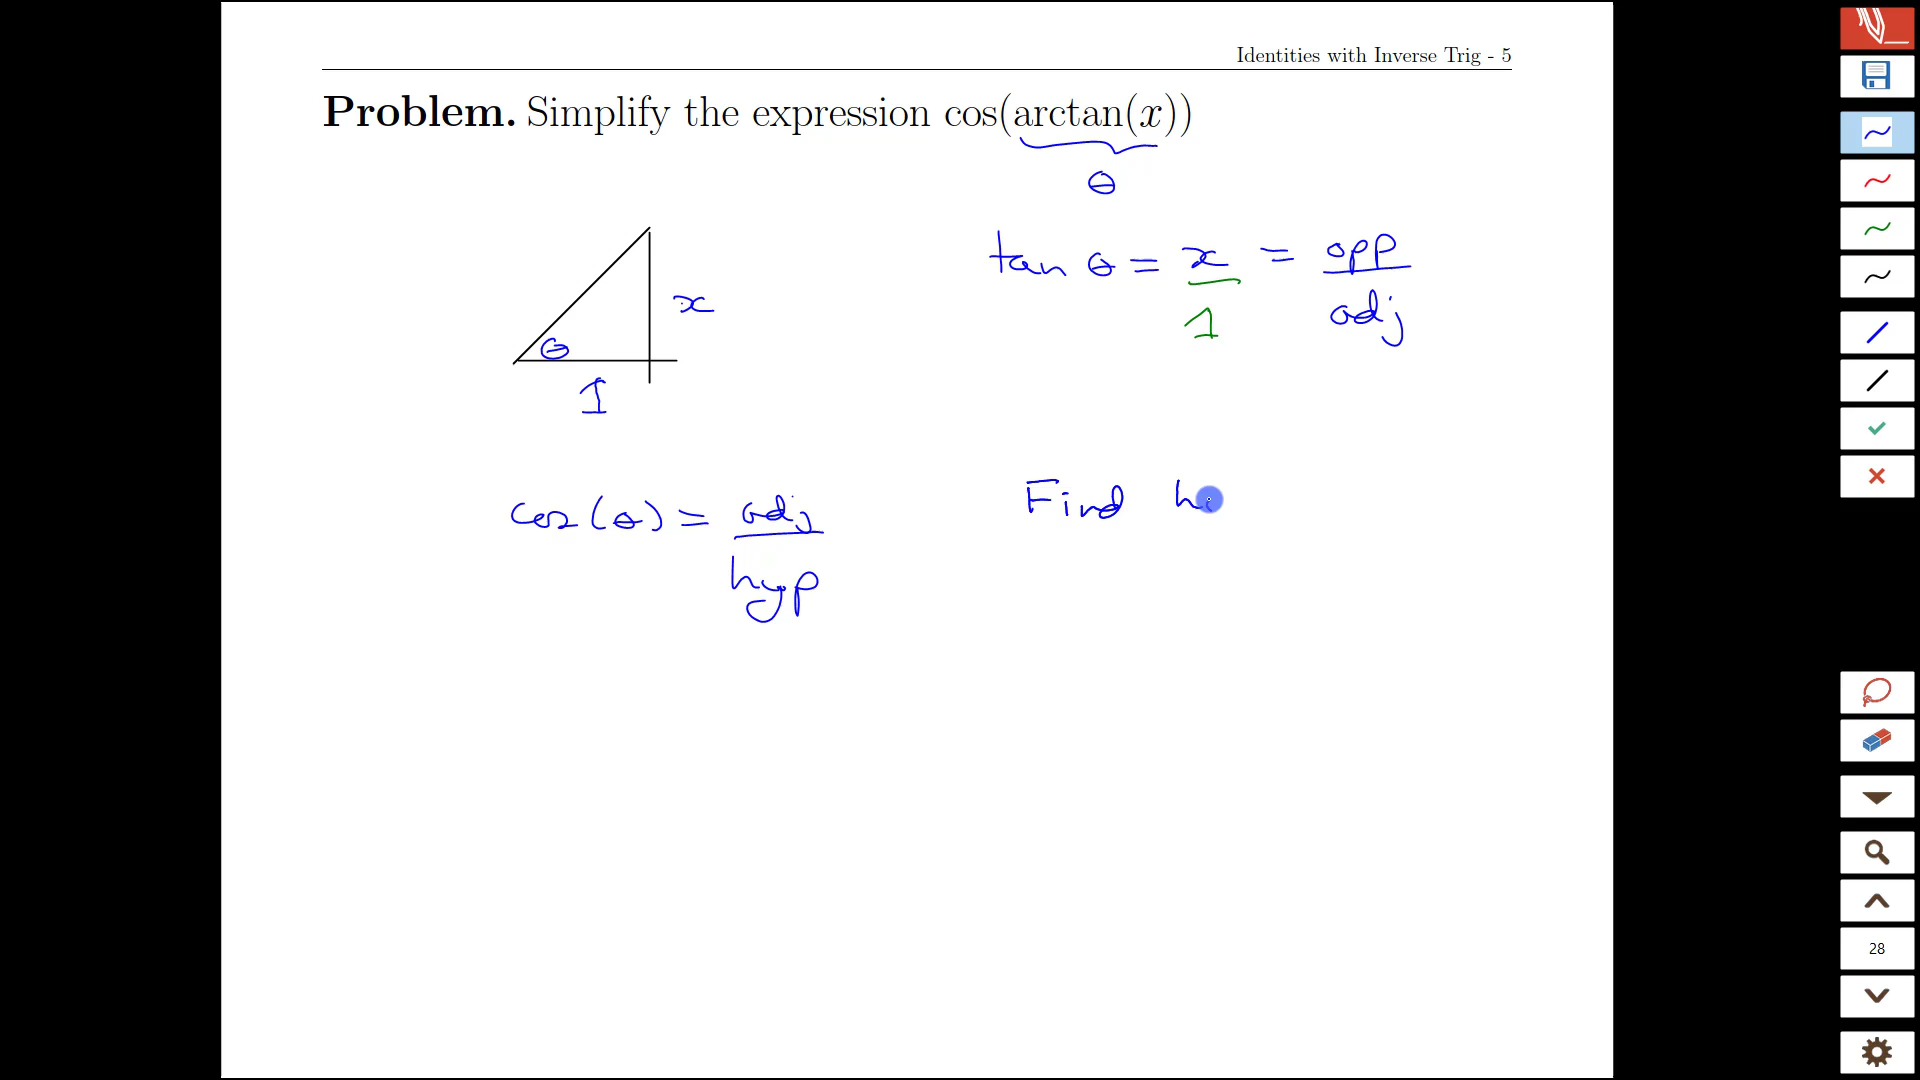 Identities with Inverse Trig - 5
Problem. Simplify the expression cos(arctan(x))
θ
tan θ = x/1 = opp/adj
x
θ
1
cos(θ) = adj/hyp
Find h
28